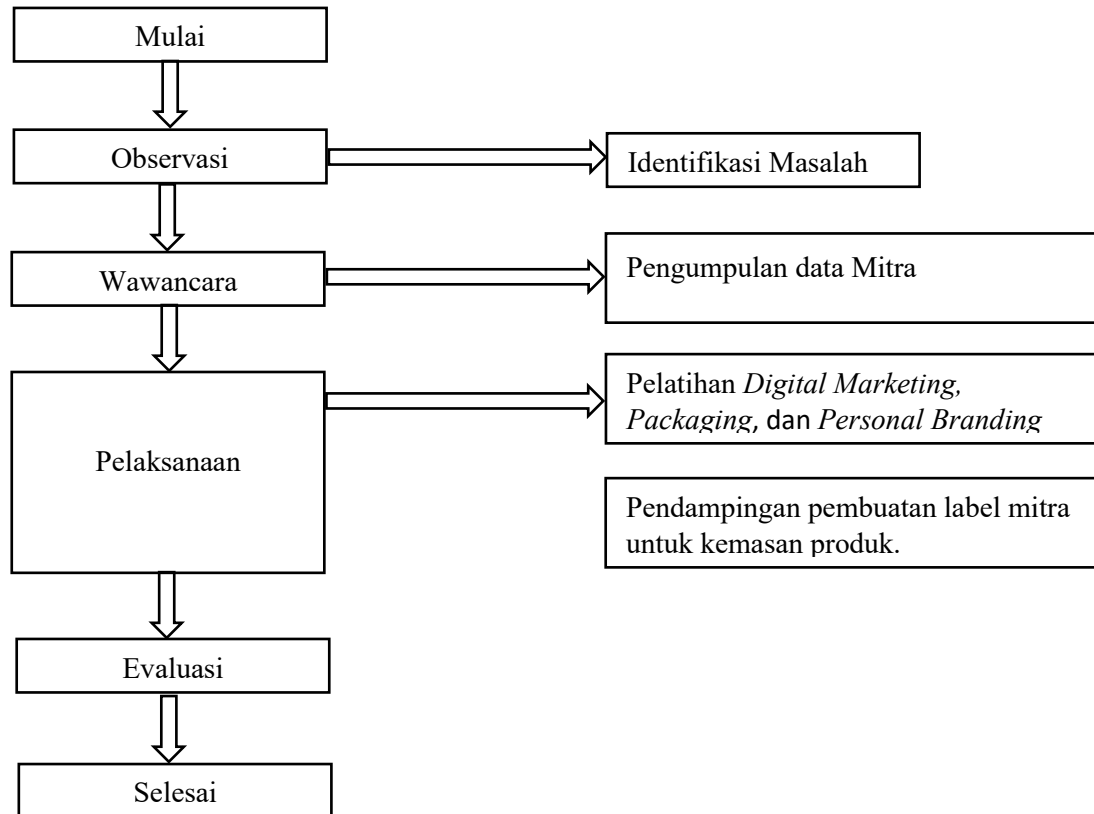 Mulai
Observasi
Identifikasi Masalah
Wawancara
Pengumpulan data Mitra
Pelaksanaan
Pelatihan Digital Marketing,
Packaging, dan Personal Branding
Pendampingan pembuatan label mitra
untuk kemasan produk.
Evaluasi
Selesai